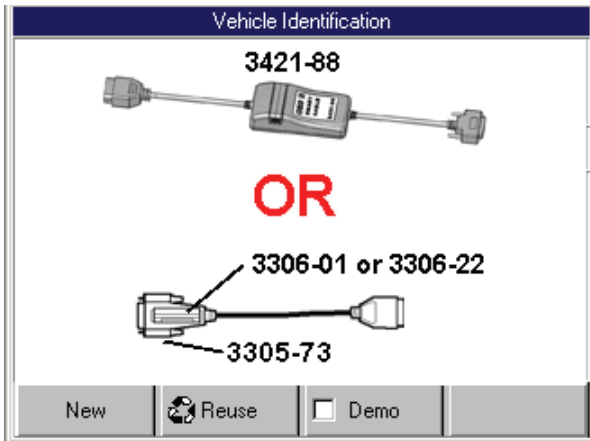 Vehicle Identification
3421-88
OR
3306-01 or 3306-22
3305-73
New
Reuse
Demo